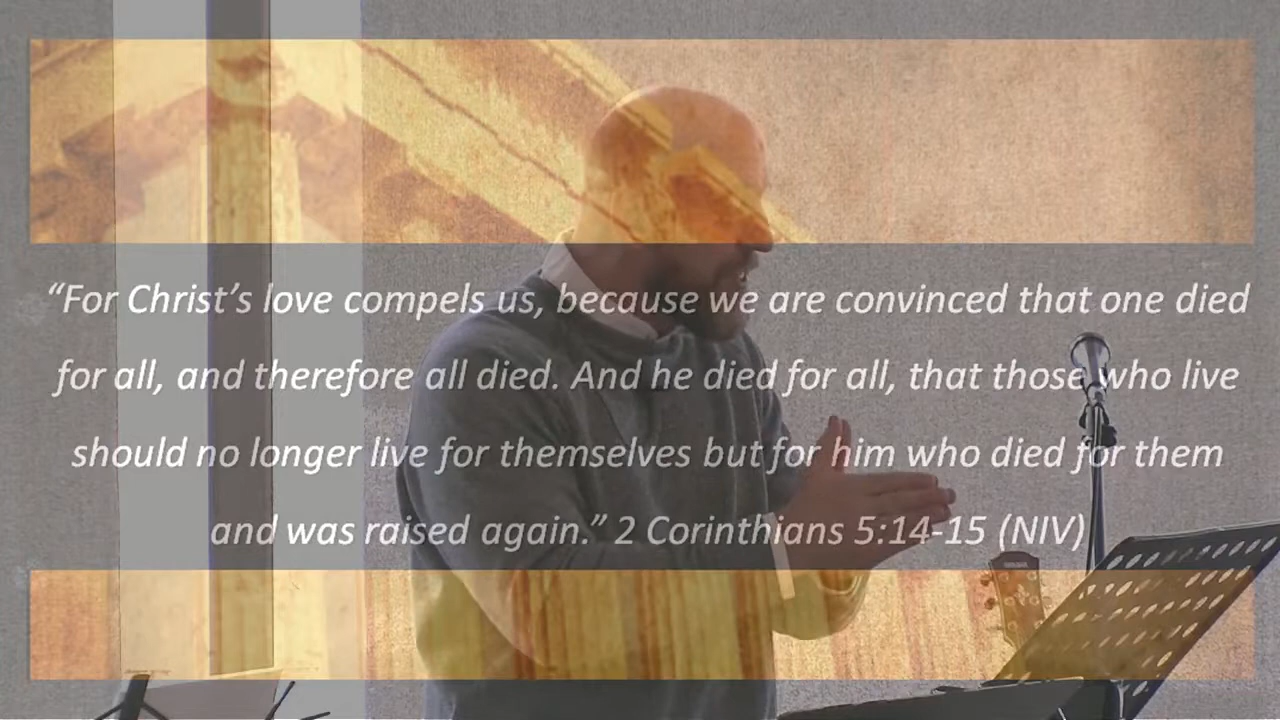 “For Christ’s love compels us, because we are convinced that one died
for all, and therefore all died. And he died for all, that those who live
should no longer live for themselves but for him who died for them
and was raised again.” 2 Corinthians 5:14-15 (NIV)